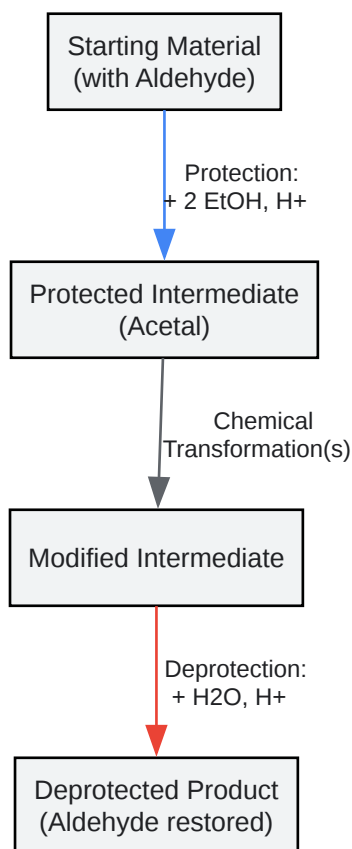 Starting Material
(with Aldehyde)
Protection:
+ 2 EtOH, H+
Protected Intermediate
(Acetal)
Chemical
Transformation(s)
Modified Intermediate
Deprotection:
+ H2O, H+
Deprotected Product
(Aldehyde restored)